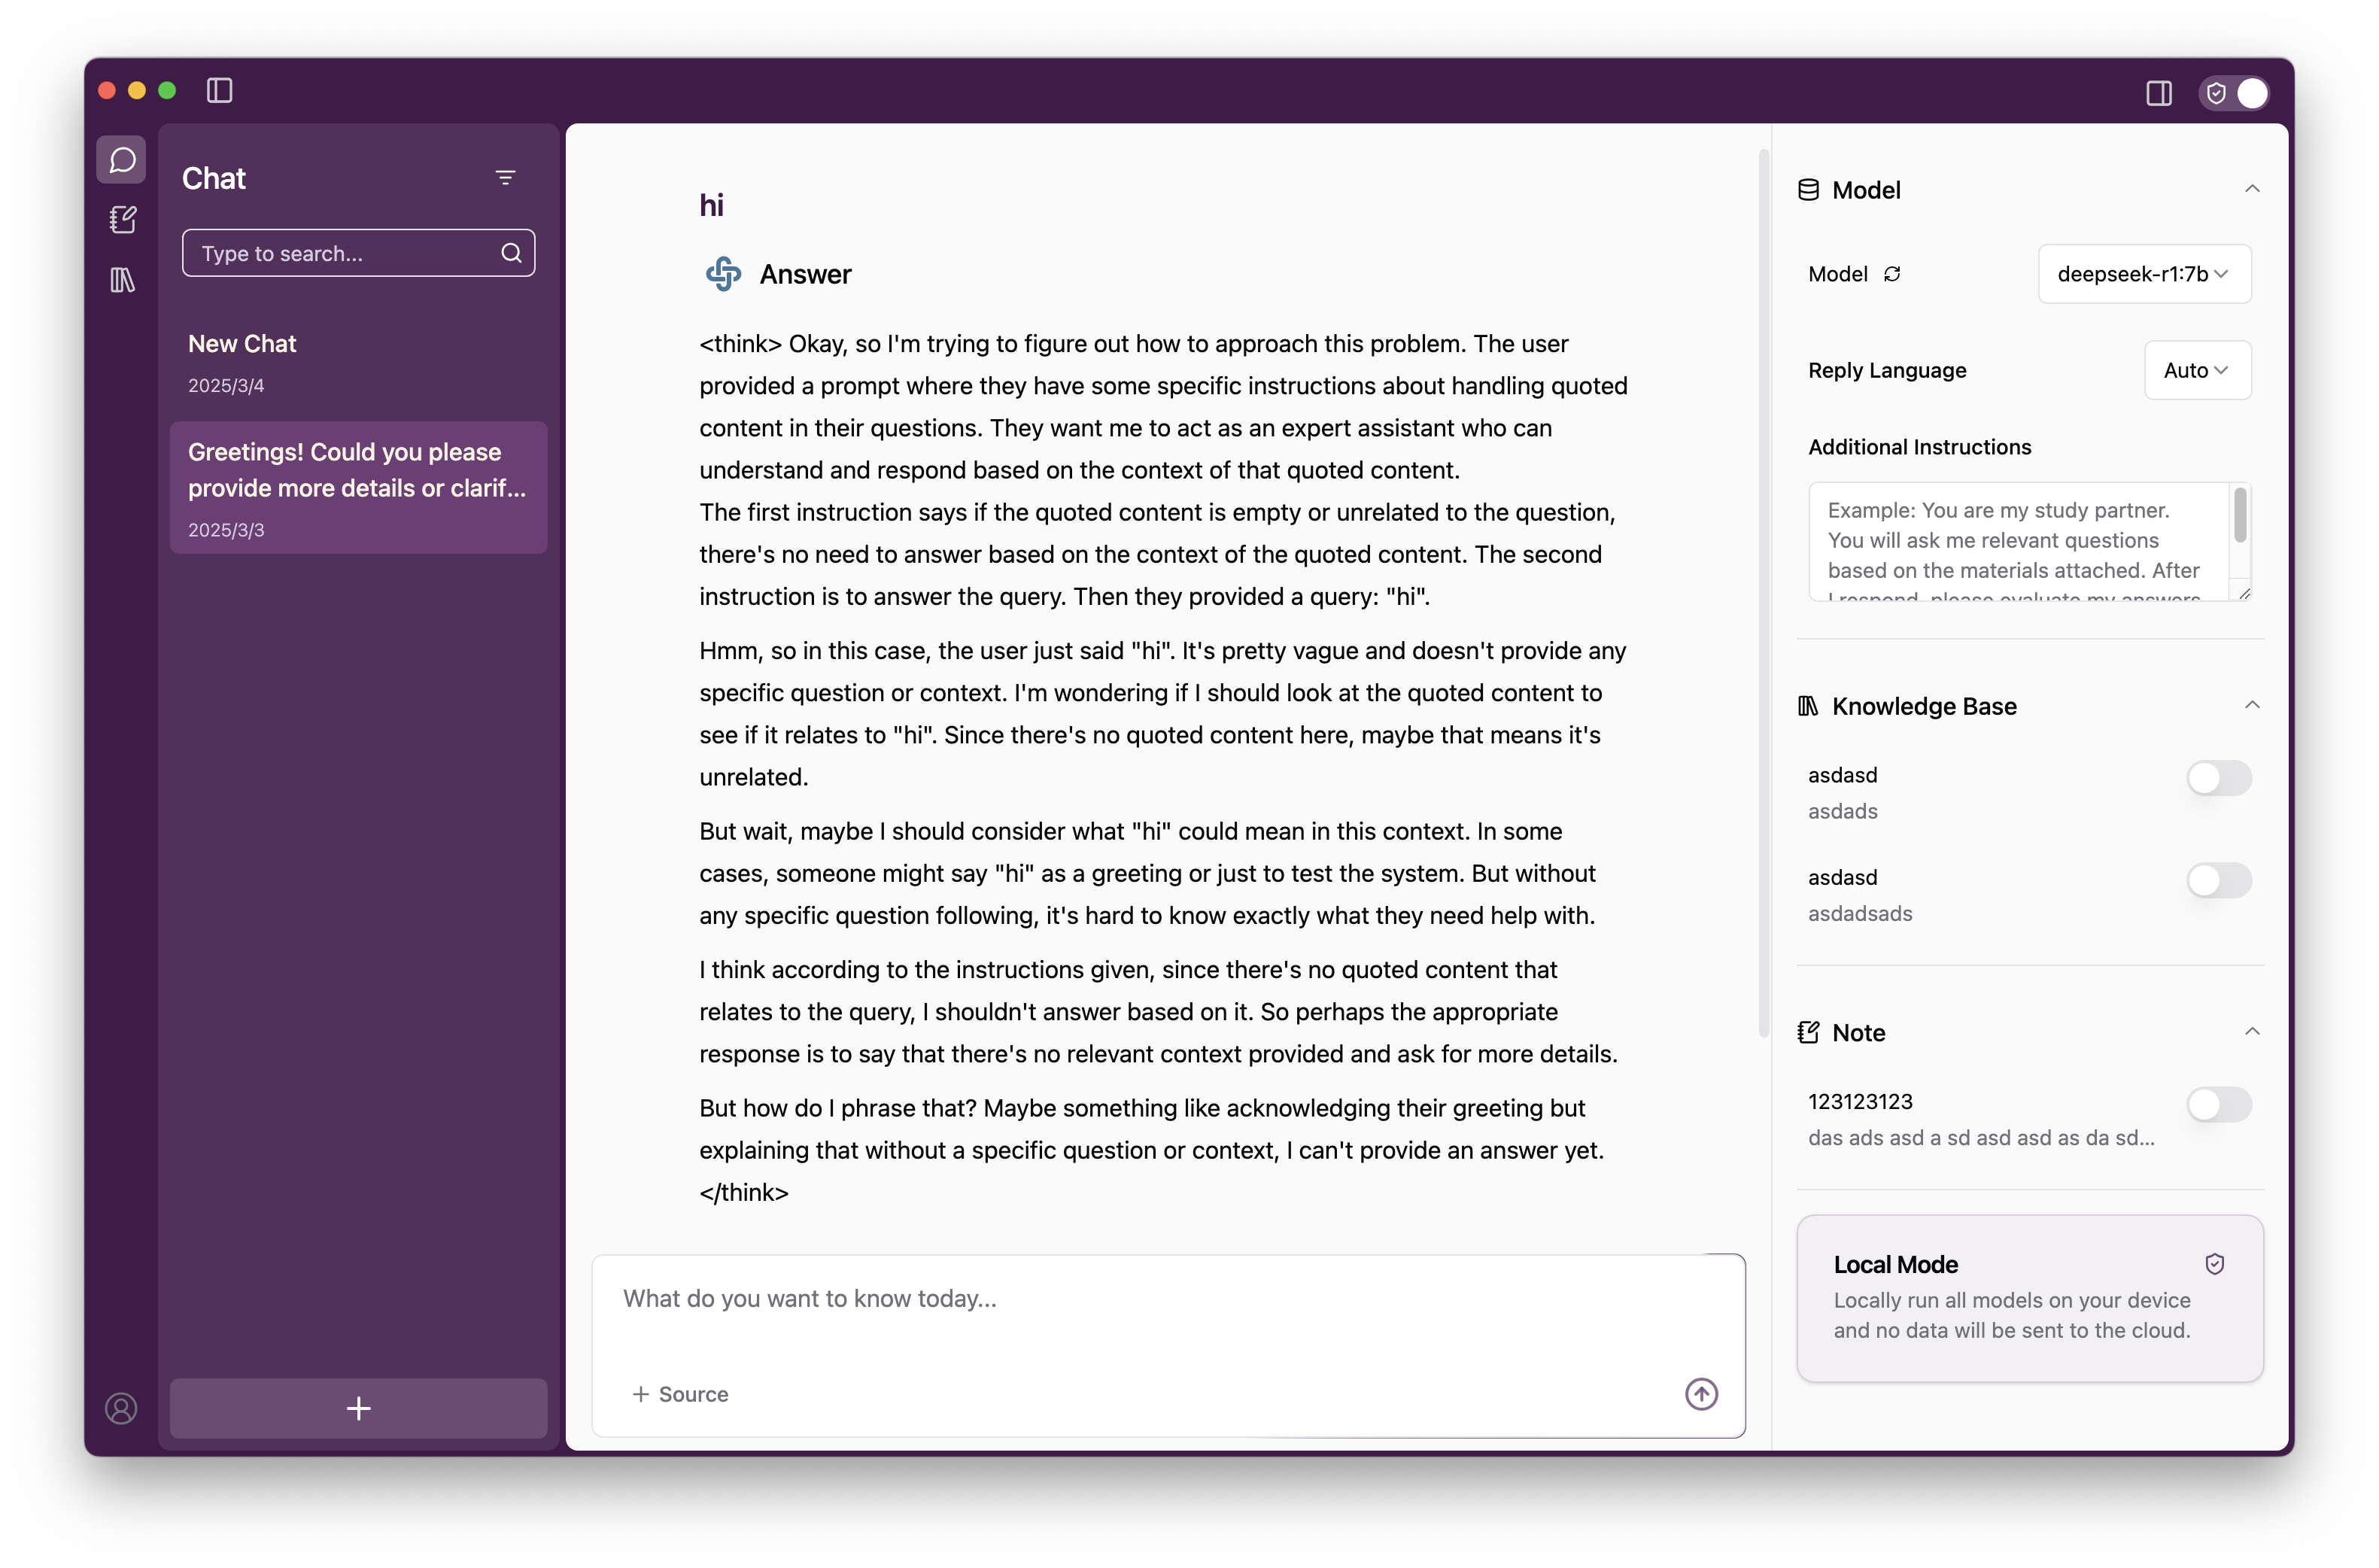 Chat
Type to search...
New Chat
2025/3/4
Greetings! Could you please
provide more details or clarif...
2025/3/3
hi
Answer
<think> Okay, so I'm trying to figure out how to approach this problem. The user
provided a prompt where they have some specific instructions about handling quoted
content in their questions. They want me to act as an expert assistant who can
understand and respond based on the context of that quoted content.
The first instruction says if the quoted content is empty or unrelated to the question,
there's no need to answer based on the context of the quoted content. The second
instruction is to answer the query. Then they provided a query: "hi".
Hmm, so in this case, the user just said "hi". It's pretty vague and doesn't provide any
specific question or context. I'm wondering if I should look at the quoted content to
see if it relates to "hi". Since there's no quoted content here, maybe that means it's
unrelated.
But wait, maybe I should consider what "hi" could mean in this context. In some
cases, someone might say "hi" as a greeting or just to test the system. But without
any specific question following, it's hard to know exactly what they need help with.
I think according to the instructions given, since there's no quoted content that
relates to the query, I shouldn't answer based on it. So perhaps the appropriate
response is to say that there's no relevant context provided and ask for more details.
But how do I phrase that? Maybe something like acknowledging their greeting but
explaining that without a specific question or context, I can't provide an answer yet.
</think>
What do you want to know today...
Source
Model
Model
deepseek-r1:7b
Reply Language
Auto
Additional Instructions
Example: You are my study partner.
You will ask me relevant questions
based on the materials attached. After
I respond, please evaluate my answers
Knowledge Base
asdasd
asdads
asdasd
asdadsads
Note
123123123
das ads asd a sd asd asd as da sd...
Local Mode
Locally run all models on your device
and no data will be sent to the cloud.